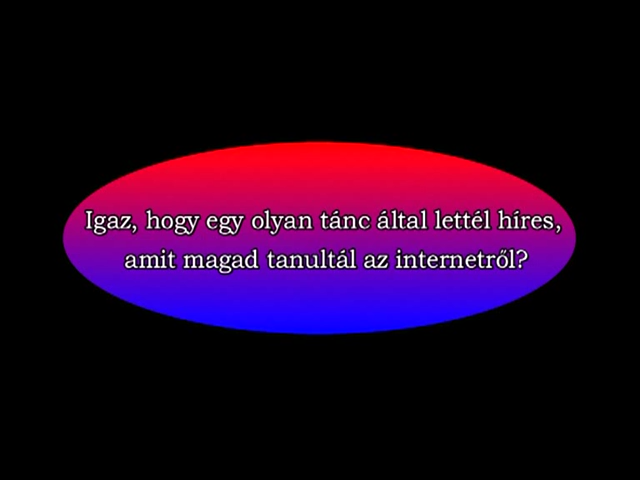 Igaz, hogy egy olyan tánc által lettél híres,
amit magad tanultál az internetről?